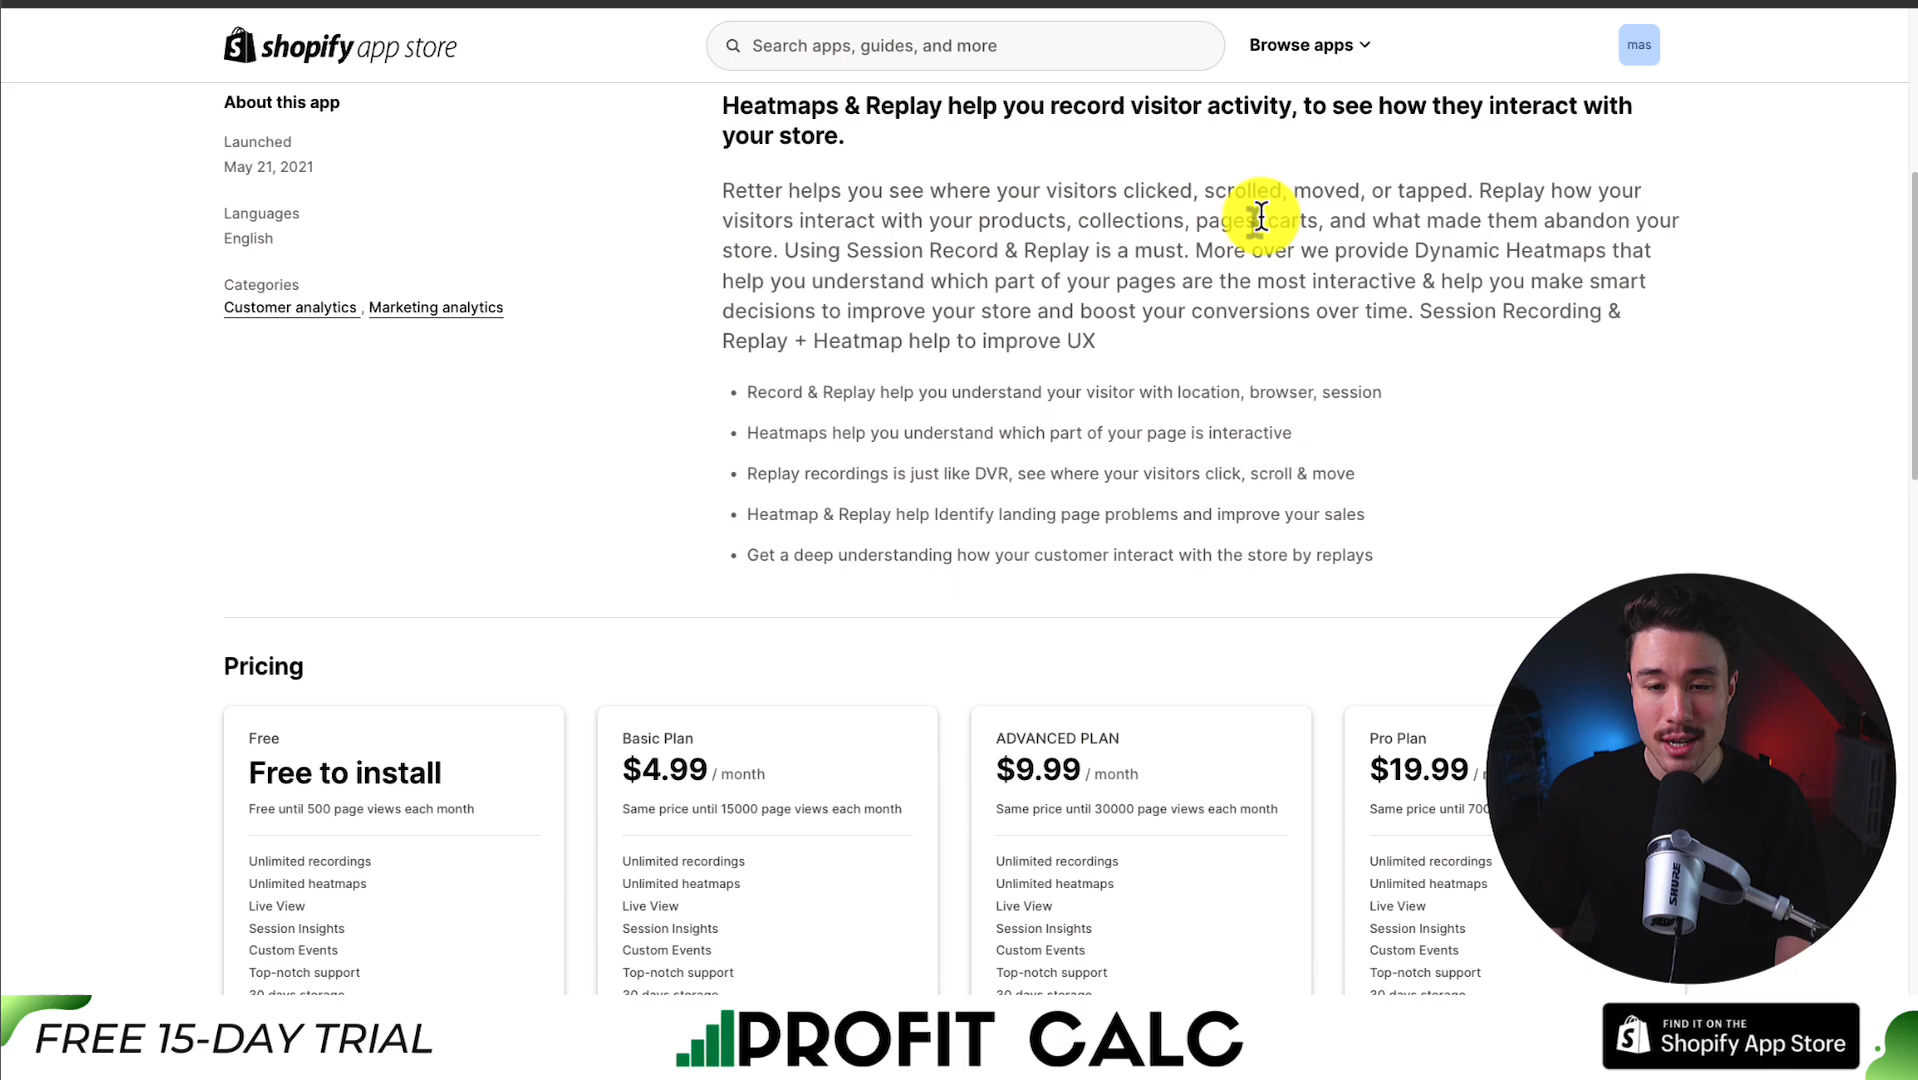 shopify app store
Search apps, guides, and more
Browse apps
mas
About this app
Launched
May 21, 2021
Languages
English
Categories
Customer analytics , Marketing analytics
Heatmaps & Replay help you record visitor activity, to see how they interact with
your store.
Retter helps you see where your visitors clicked, scrolled, moved, or tapped. Replay how your
visitors interact with your products, collections, pages, carts, and what made them abandon your
store. Using Session Record & Replay is a must. More over we provide Dynamic Heatmaps that
help you understand which part of your pages are the most interactive & help you make smart
decisions to improve your store and boost your conversions over time. Session Recording &
Replay + Heatmap help to improve UX
• Record & Replay help you understand your visitor with location, browser, session
• Heatmaps help you understand which part of your page is interactive
• Replay recordings is just like DVR, see where your visitors click, scroll & move
• Heatmap & Replay help Identify landing page problems and improve your sales
• Get a deep understanding how your customer interact with the store by replays
Pricing
Free
Free to install
Free until 500 page views each month
Unlimited recordings
Unlimited heatmaps
Live View
Session Insights
Custom Events
Top-notch support
30 days storage
Basic Plan
$4.99 / month
Same price until 15000 page views each month
Unlimited recordings
Unlimited heatmaps
Live View
Session Insights
Custom Events
Top-notch support
30 days storage
ADVANCED PLAN
$9.99 / month
Same price until 30000 page views each month
Unlimited recordings
Unlimited heatmaps
Live View
Session Insights
Custom Events
Top-notch support
30 days storage
Pro Plan
$19.99 /
Same price until 700
Unlimited recordings
Unlimited heatmaps
Live View
Session Insights
Custom Events
Top-notch support
30 days storage
SHURE
FREE 15-DAY TRIAL
PROFIT CALC
FIND IT ON THE
Shopify App Store